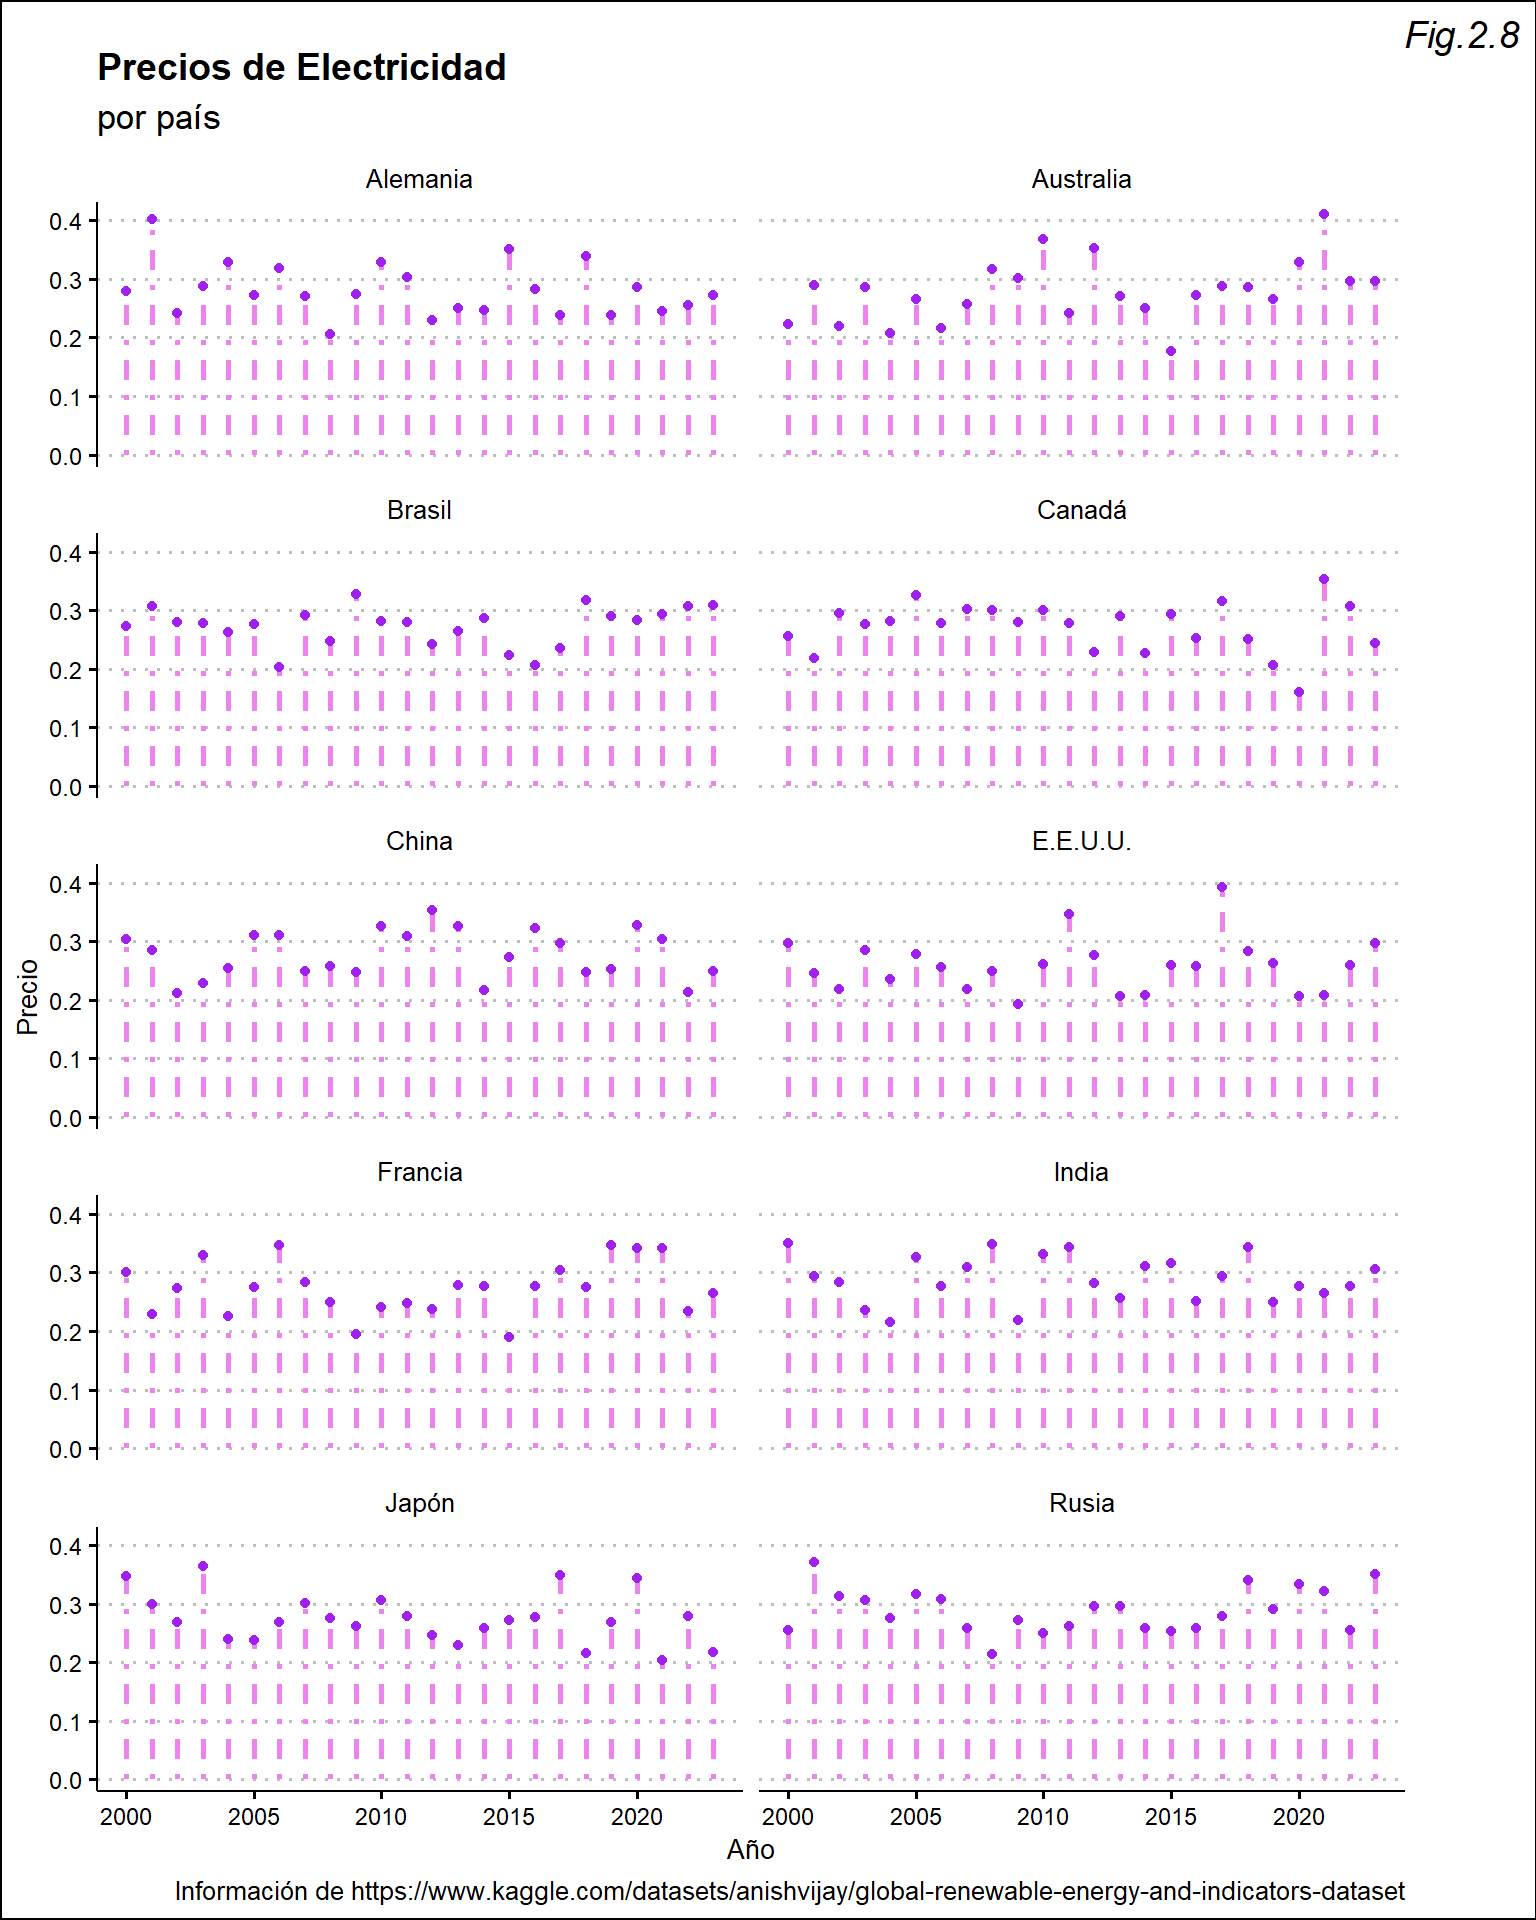 Fig.2.8
Precios de Electricidad
por país
Alemania
Australia
0.4
0.3
0.2
0.1
0.0
Brasil
Canadá
0.4
0.3
0.2
0.1
0.0
China
E.E.U.U.
0.4
0.3
0.2
0.1
0.0
Precio
Francia
India
0.4
0.3
0.2
0.1
0.0
Japón
Rusia
0.4
0.3
0.2
0.1
0.0
2000 2005 2010 2015 2020
2000 2005 2010 2015 2020
Año
Información de https://www.kaggle.com/datasets/anishvijay/global-renewable-energy-and-indicators-dataset